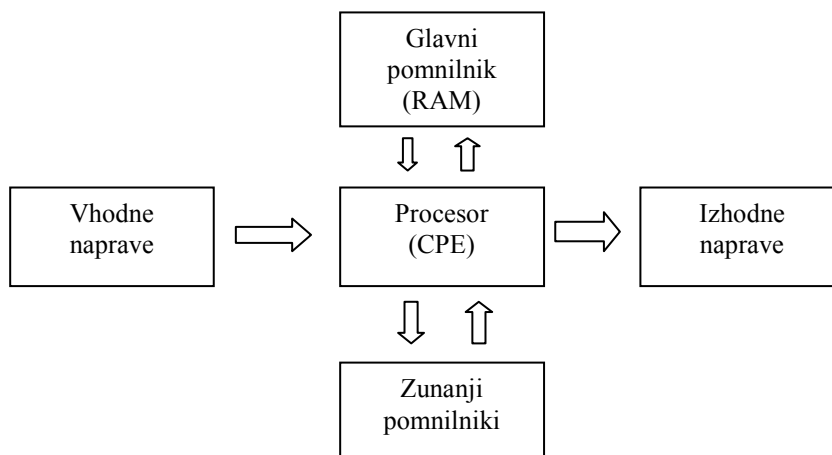 Glavni
pomnilnik
(RAM)
Vhodne
naprave
Procesor
(CPE)
Izhodne
naprave
Zunanji
pomnilniki